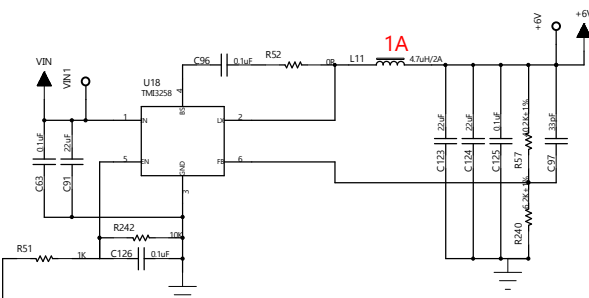 +6V
+6V
1A
C96
0.1uF
R52
0R
L11
4.7uH/2A
VIN
VIN1
U18
TMI3258
4
BS
1
IN
LX
2
5
EN
FB
6
GND
3
0.1uF
C63
22uF
C91
22uF
C123
22uF
C124
0.1uF
C125
40.2K+1%
R57
33pF
C97
6.2K+1%
R240
R242
10K
R51
1K
C126
0.1uF